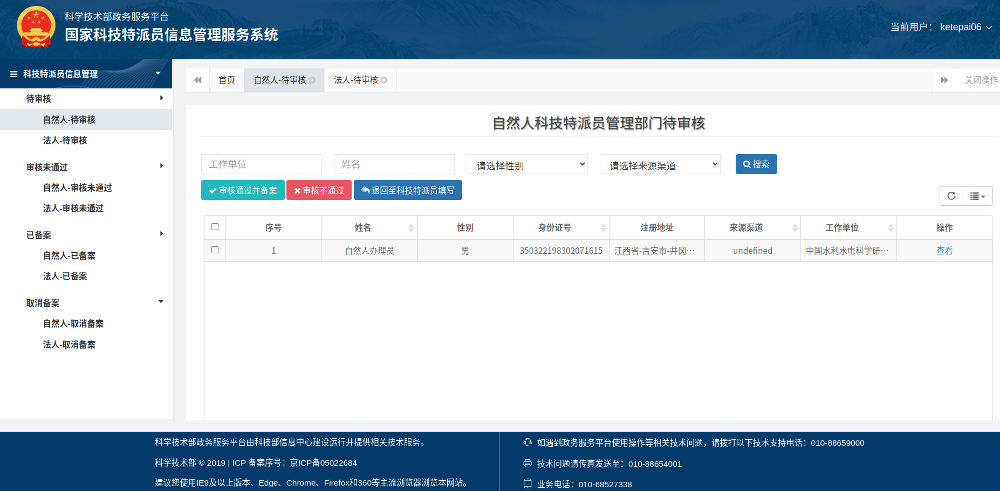 科学技术部政务服务平台
国家科技特派员信息管理服务系统
当前用户： ketepai06
科技特派员信息管理
待审核
自然人-待审核
法人-待审核
审核未通过
自然人-审核未通过
法人-审核未通过
已备案
自然人-已备案
法人-已备案
取消备案
自然人-取消备案
法人-取消备案
首页 自然人-待审核 法人-待审核 关闭操作
自然人科技特派员管理部门待审核
工作单位 姓名 请选择性别 请选择来源渠道 搜索
审核通过并备案 审核不通过 退回至科技特派员填写
序号 姓名 性别 身份证号 注册地址 来源渠道 工作单位 操作
1 自然人办理员 男 350322198302071615 江西省-吉安市-井冈… undefined 中国水利水电科学研… 查看
科学技术部政务服务平台由科技部信息中心建设运行并提供相关技术服务。
科学技术部 © 2019 | ICP 备案序号：京ICP备05022684
建议您使用IE9及以上版本、Edge、Chrome、Firefox和360等主流浏览器浏览本网站。
如遇到政务服务平台使用操作等相关技术问题，请拨打以下技术支持电话：010-88659000
技术问题请传真发送至：010-88654001
业务电话：010-68527338